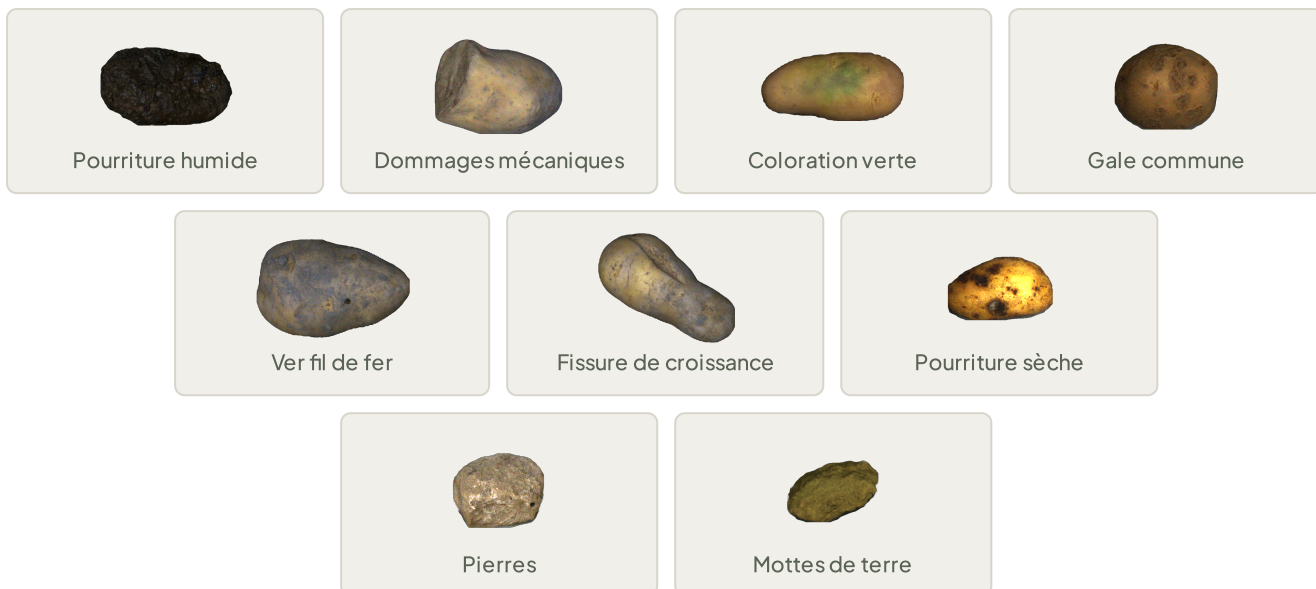 Pourriture humide
Dommages mécaniques
Coloration verte
Gale commune
Ver fil de fer
Fissure de croissance
Pourriture sèche
Pierres
Mottes de terre